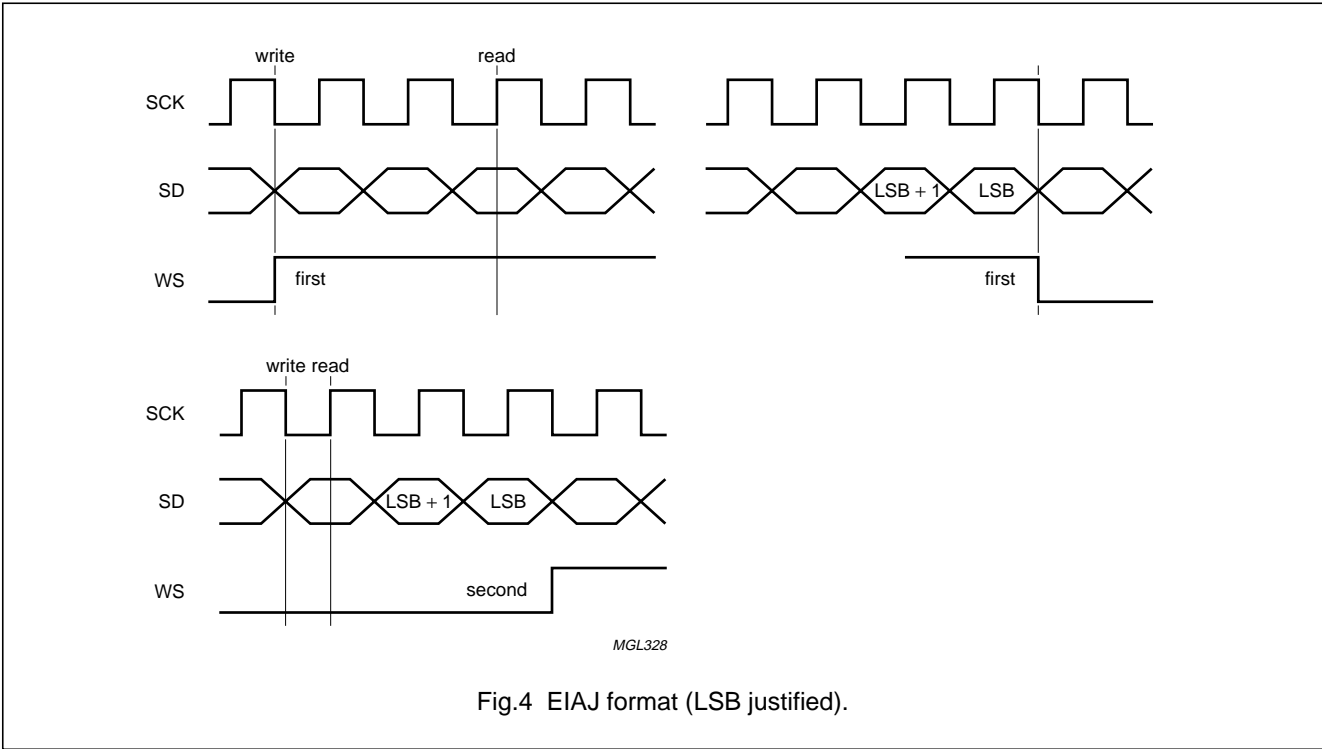 write read
SCK
SD LSB + 1 LSB
WS first first
write read
SCK
SD LSB + 1 LSB
WS second
MGL328
Fig.4 EIAJ format (LSB justified).